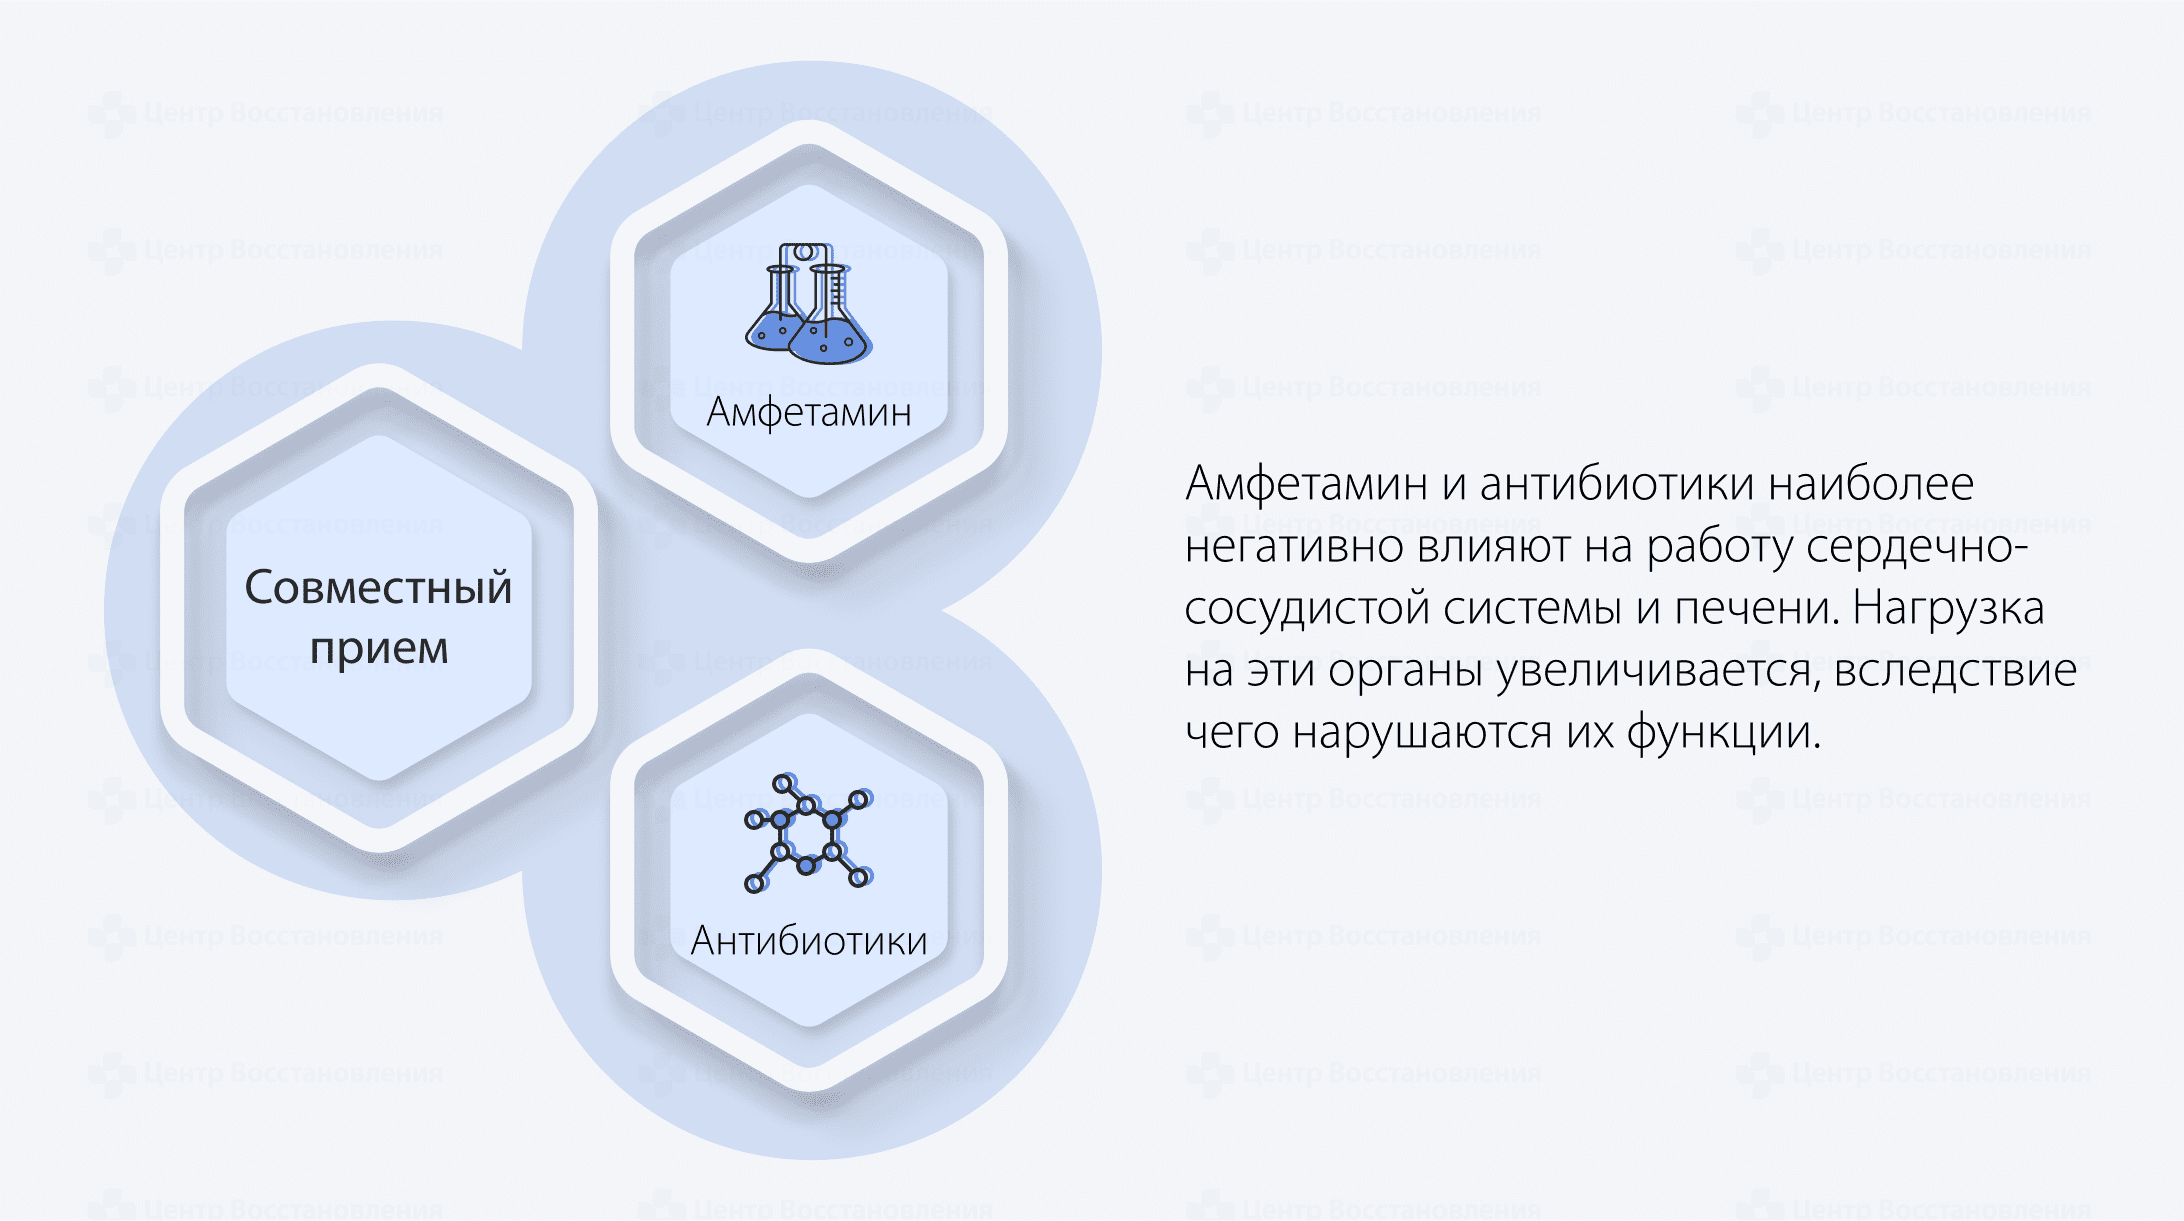 Амфетамин
Совместный
прием
Антибиотики
Амфетамин и антибиотики наиболее
негативно влияют на работу сердечно-
сосудистой системы и печени. Нагрузка
на эти органы увеличивается, вследствие
чего нарушаются их функции.
Центр Восстановления